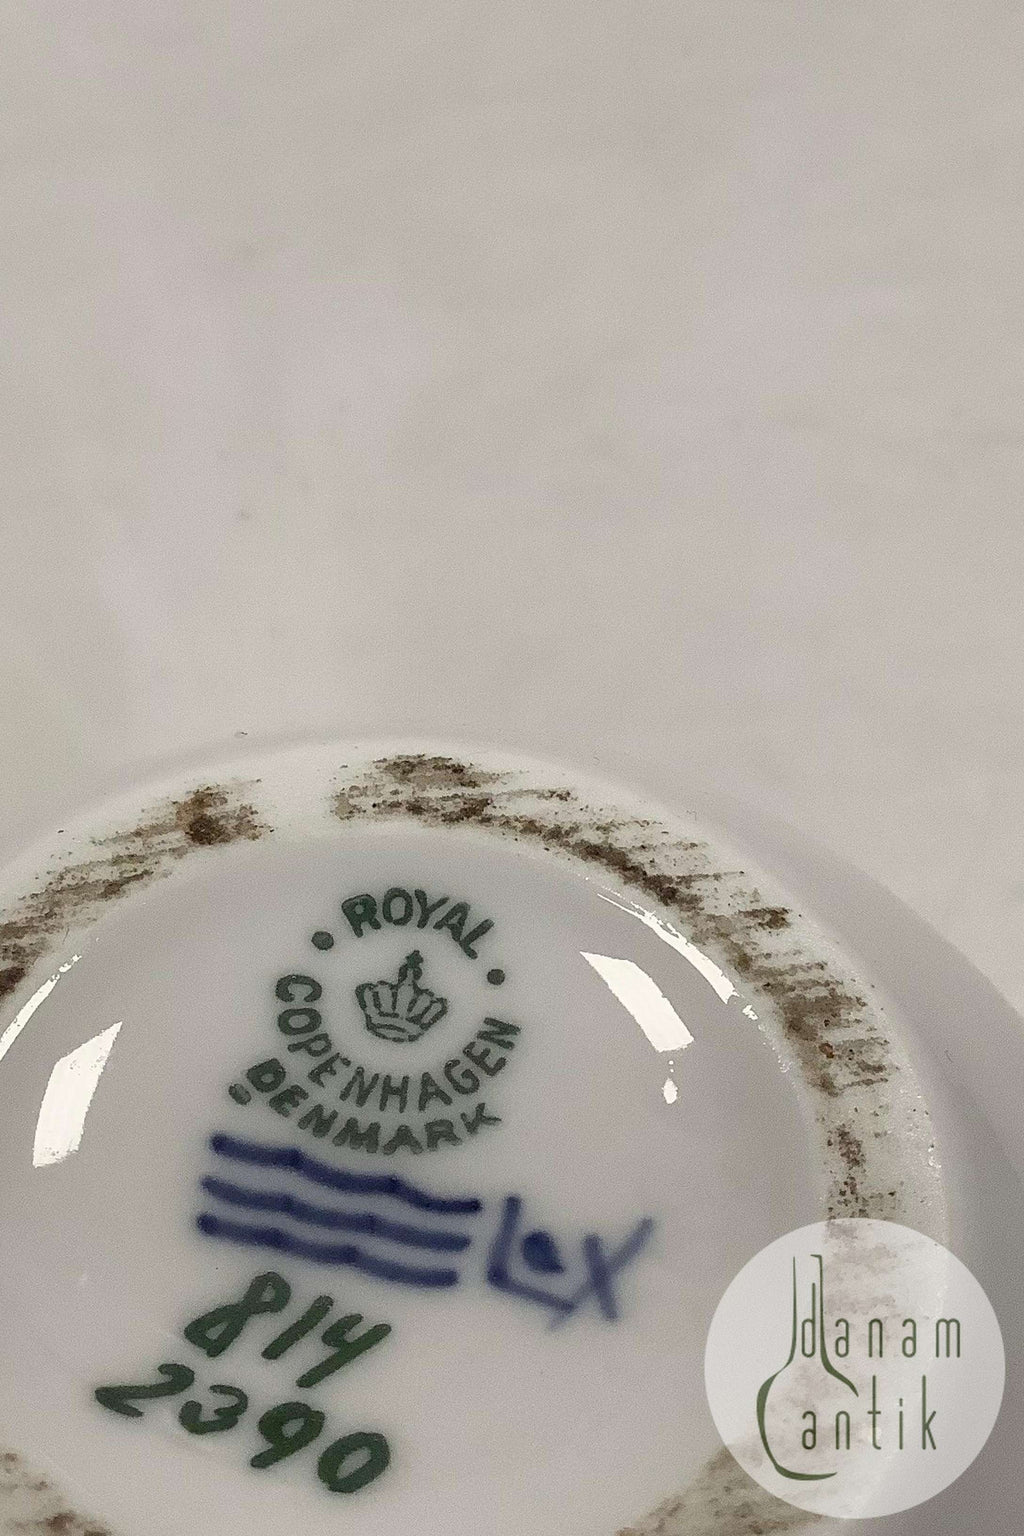 ROYAL
COPENHAGEN
DENMARK
814
2390
danam
antik